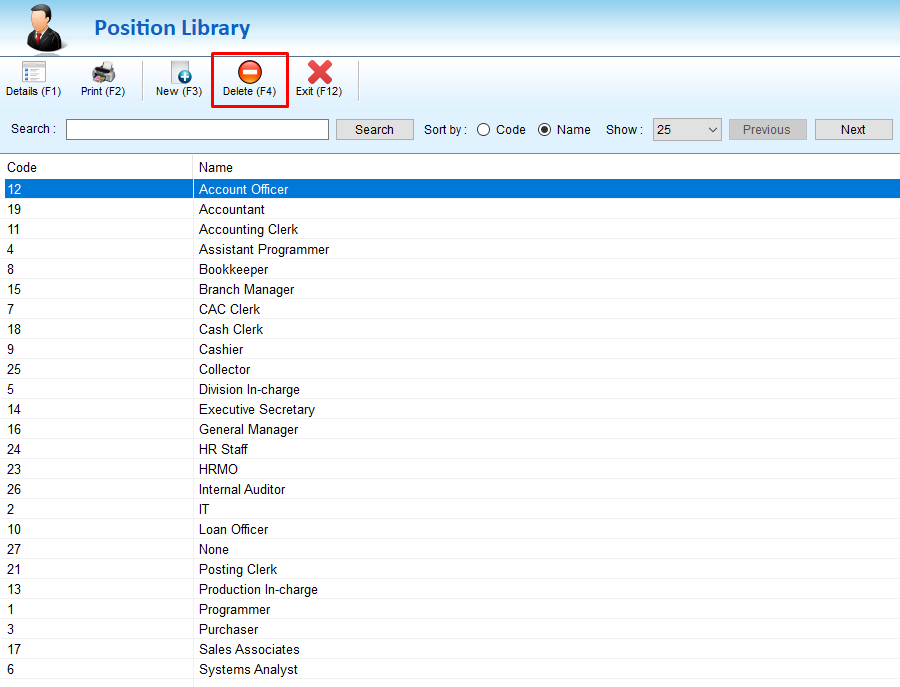 Position Library
Details (F1) Print (F2) New (F3) Delete (F4) Exit (F12)
Search : Search Sort by : Code Name Show : 25 Previous Next
Code Name
12 Account Officer
19 Accountant
11 Accounting Clerk
4 Assistant Programmer
8 Bookkeeper
15 Branch Manager
7 CAC Clerk
18 Cash Clerk
9 Cashier
25 Collector
5 Division In-charge
14 Executive Secretary
16 General Manager
24 HR Staff
23 HRMO
26 Internal Auditor
2 IT
10 Loan Officer
27 None
21 Posting Clerk
13 Production In-charge
1 Programmer
3 Purchaser
17 Sales Associates
6 Systems Analyst